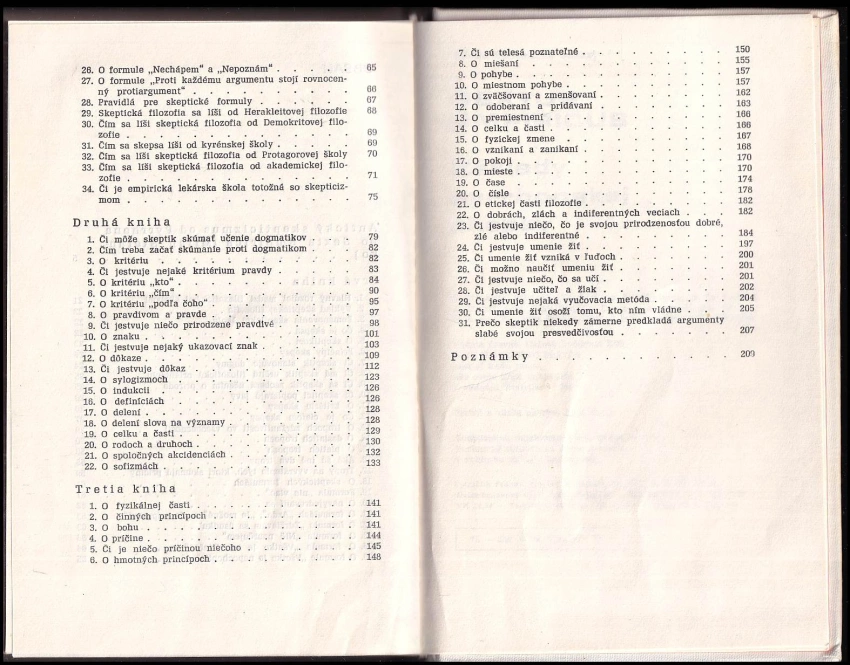 26. O formule „Nechápem“ a „Nepoznám“ . . . . . 65
27. O formule „Proti každému argumentu stojí rovnocen-
ný protiargument“ . . . . . . . . . 66
28. Pravidlá pre skeptické formuly . . . . . . 67
29. Skeptická filozofia sa líši od Herakleitovej filozofie 68
30. Čím sa líši skeptická filozofia od Demokritovej filo-
zofie . . . . . . . . . . . . 69
31. Čím sa skepsa líši od kyrénskej školy . . . . 69
32. Čím sa líši skeptická filozofia od Protagorovej školy 70
33. Čím sa líši skeptická filozofia od akademickej filo-
zofie . . . . . . . . . . . . 71
34. Či je empirická lekárska škola totožná so skepticiz-
mom . . . . . . . . . . . . 75
Druhá kniha
1. Či môže skeptik skúmať učenie dogmatikov . . . 79
2. Čím treba začať skúmanie proti dogmatikom . . . 82
3. O kritériu . . . . . . . . . . 82
4. Či jestvuje nejaké kritérium pravdy . . . . . 83
5. O kritériu „kto“ . . . . . . . . . 84
6. O kritériu „čím“ . . . . . . . . . 90
7. O kritériu „podľa čoho“ . . . . . . . 95
8. O pravdivom a pravde . . . . . . . . 97
9. Či jestvuje niečo prirodzene pravdivé . . . . 98
10. O znaku . . . . . . . . . . . 101
11. Či jestvuje nejaký ukazovací znak . . . . . 103
12. O dôkaze . . . . . . . . . . . 109
13. Či jestvuje dôkaz . . . . . . . . . 112
14. O sylogizmoch . . . . . . . . . 123
15. O indukcii . . . . . . . . . . 126
16. O definíciách . . . . . . . . . . 126
17. O delení . . . . . . . . . . . 128
18. O delení slova na významy . . . . . . . 128
19. O celku a časti . . . . . . . . . 129
20. O rodoch a druhoch . . . . . . . . 130
21. O spoločných akcidenciách . . . . . . . 132
22. O sofizmách . . . . . . . . . . 133
Tretia kniha
1. O fyzikálnej časti . . . . . . . . . 141
2. O činných princípoch . . . . . . . . 141
3. O bohu . . . . . . . . . . . 141
4. O príčine . . . . . . . . . . . 144
5. Či je niečo príčinou niečoho . . . . . . 145
6. O hmotných princípoch . . . . . . . . 148
7. Či sú telesá poznateľné . . . . . . . . 150
8. O miešaní . . . . . . . . . . . 155
9. O pohybe . . . . . . . . . . . 157
10. O miestnom pohybe . . . . . . . . 157
11. O zväčšovaní a zmenšovaní . . . . . . . 162
12. O odoberaní a pridávaní . . . . . . . 163
13. O premiestnení . . . . . . . . . 166
14. O celku a časti . . . . . . . . . 166
15. O fyzickej zmene . . . . . . . . . 167
16. O vznikaní a zanikaní . . . . . . . . 168
17. O pokoji . . . . . . . . . . . 170
18. O mieste . . . . . . . . . . . 170
19. O čase . . . . . . . . . . . 174
20. O čísle . . . . . . . . . . . 178
21. O etickej časti filozofie . . . . . . . . 182
22. O dobrách, zlách a indiferentných veciach . . . 182
23. Či jestvuje niečo, čo je svojou prirodzenosťou dobré,
zlé alebo indiferentné . . . . . . . . 184
24. Či jestvuje umenie žiť . . . . . . . . 197
25. Či umenie žiť vzniká v ľuďoch . . . . . . 200
26. Či možno naučiť umeniu žiť . . . . . . 201
27. Či jestvuje niečo, čo sa učí . . . . . . 201
28. Či jestvuje učiteľ a žiak . . . . . . . 202
29. Či jestvuje nejaká vyučovacia metóda . . . . 204
30. Či umenie žiť osoží tomu, kto ním vládne . . . 205
31. Prečo skeptik niekedy zámerne predkladá argumenty
slabé svojou presvedčivosťou . . . . . . 207
Poznámky . . . . . . . . . . . 209